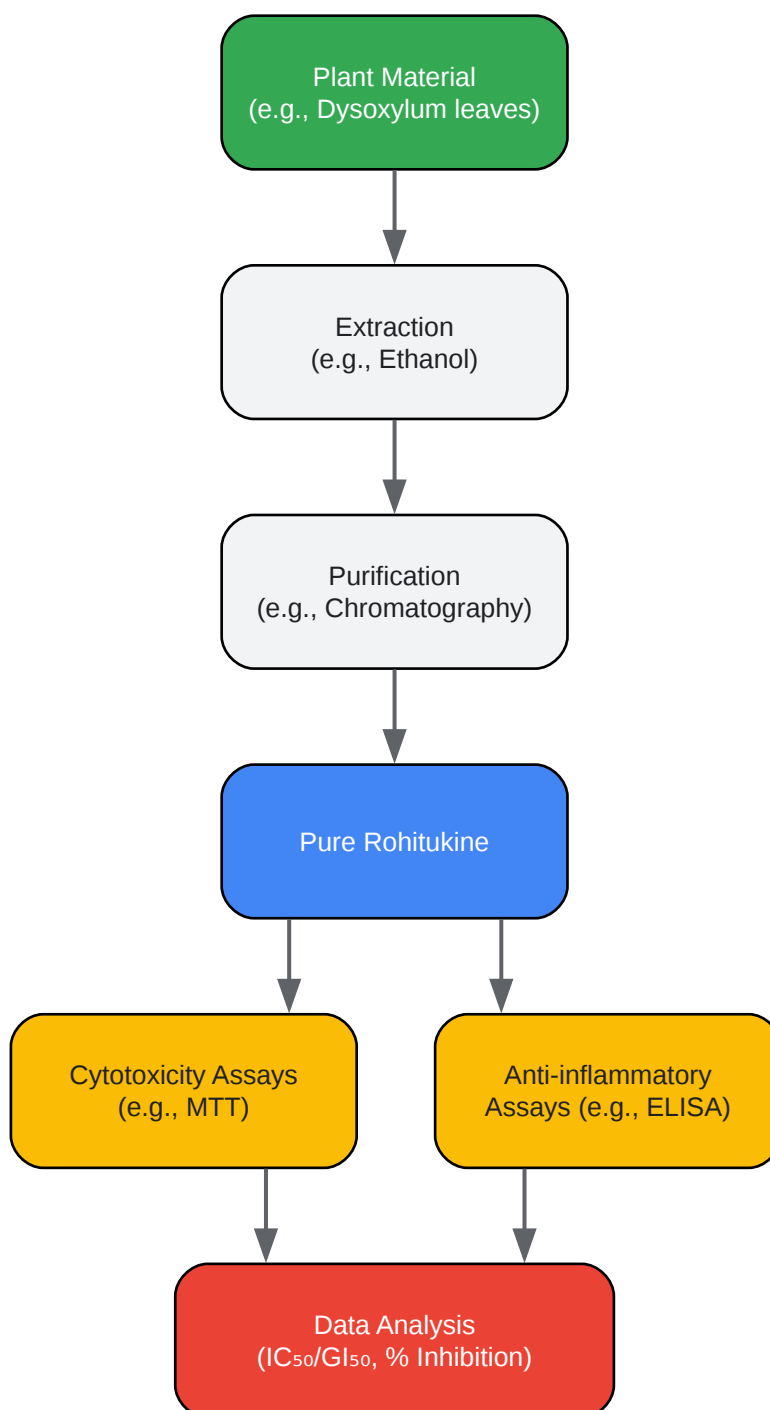 Plant Material
(e.g., Dysoxylum leaves)
Extraction
(e.g., Ethanol)
Purification
(e.g., Chromatography)
Pure Rohitukine
Cytotoxicity Assays
(e.g., MTT)
Anti-inflammatory
Assays (e.g., ELISA)
Data Analysis
(IC₅₀/GI₅₀, % Inhibition)